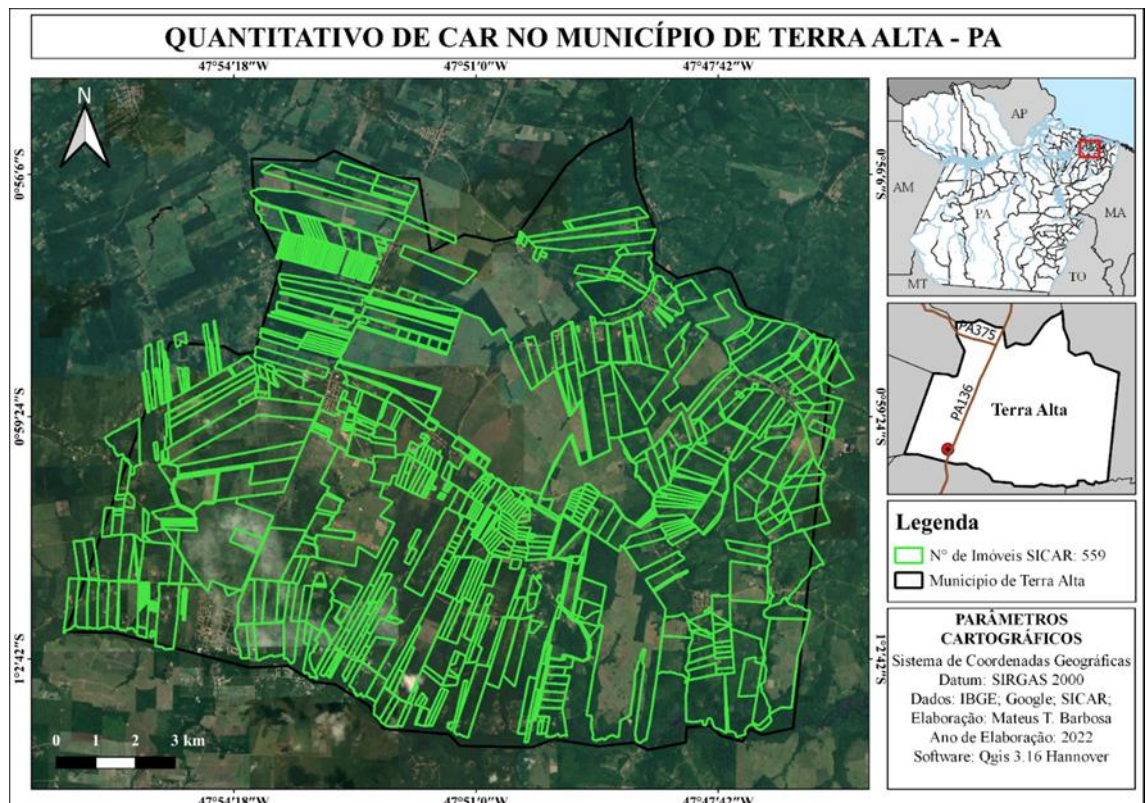 QUANTITATIVO DE CAR NO MUNICÍPIO DE TERRA ALTA - PA
47°54'18"W
47°51'0"W
47°47'42"W
N
0°56'6"S
0°56'6"S
0°59'24"S
0°59'24"S
1°2'42"S
1°2'42"S
0 1 2 3 km
47°54'18"W
47°51'0"W
47°47'42"W
AP
AM
PA
MA
MT
TO
PA375
PA136
Terra Alta
Legenda
N° de Imóveis SICAR: 559
Municipio de Terra Alta
PARÂMETROS
CARTOGRÁFICOS
Sistema de Coordenadas Geográficas
Datum: SIRGAS 2000
Dados: IBGE; Google; SICAR;
Elaboração: Mateus T. Barbosa
Ano de Elaboração: 2022
Software: Qgis 3.16 Hannover